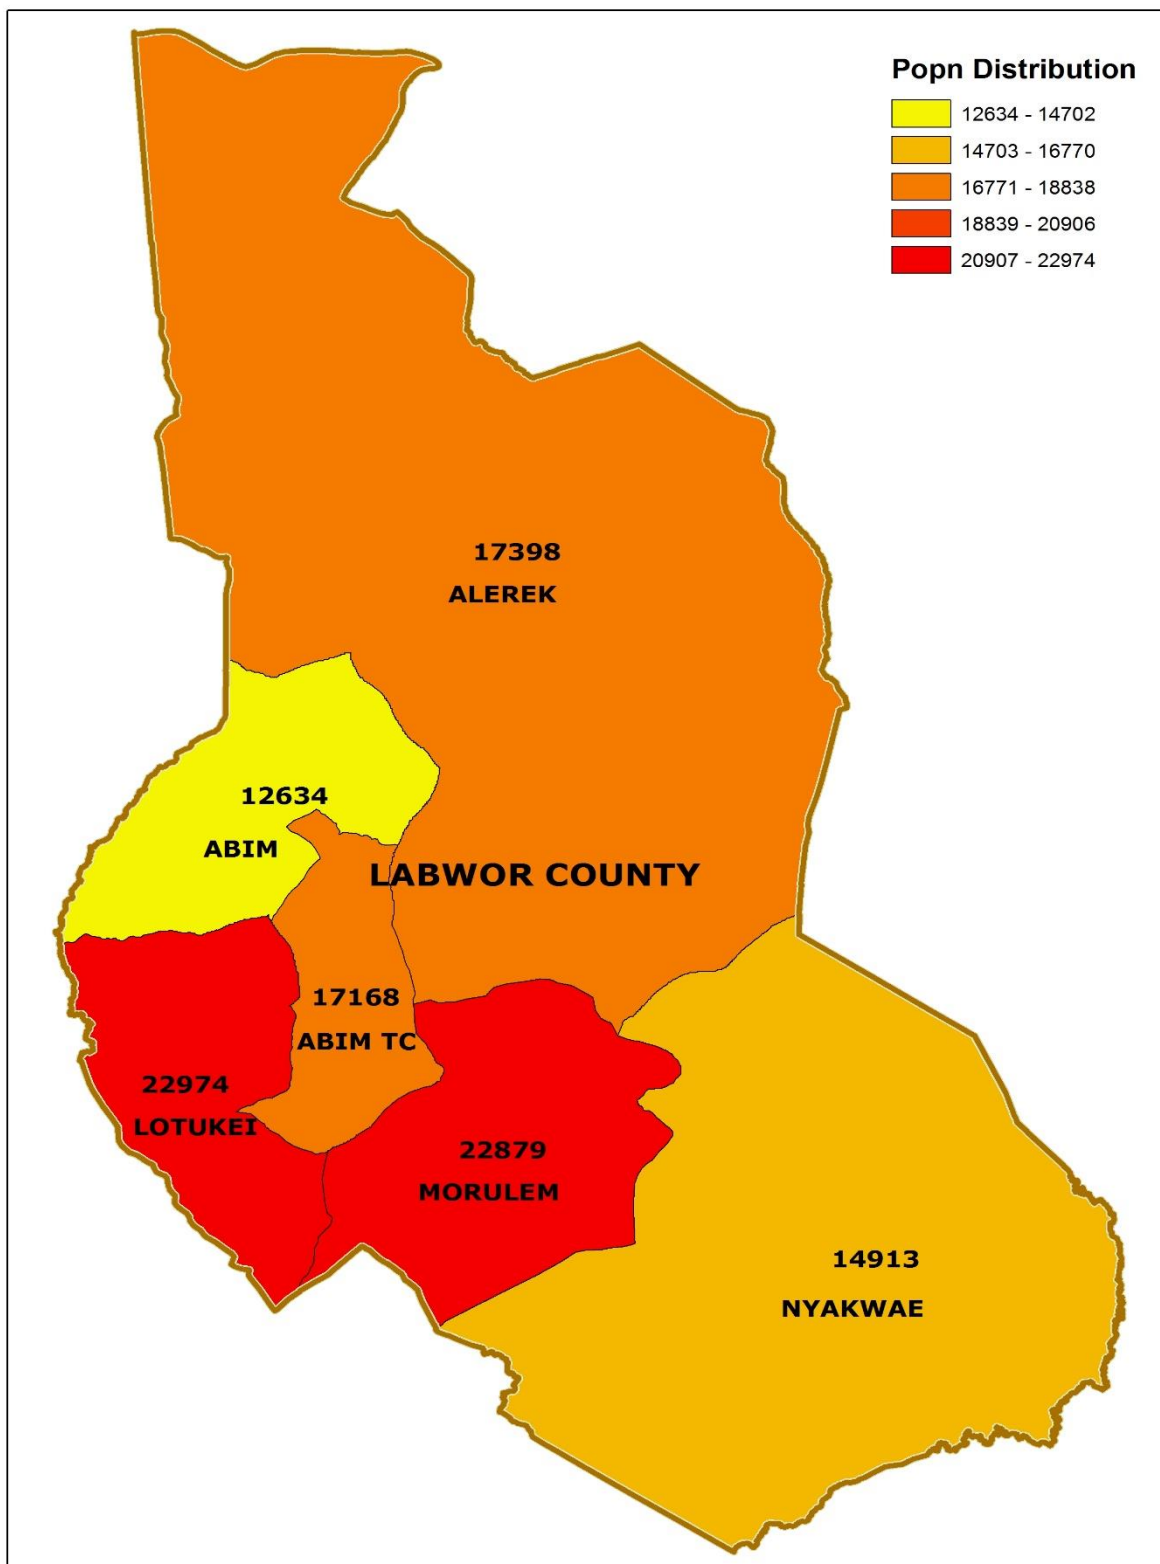 Popn Distribution
12634 - 14702
14703 - 16770
16771 - 18838
18839 - 20906
20907 - 22974
17398
ALEREK
12634
ABIM
LABWOR COUNTY
17168
ABIM TC
22974
LOTUKEI
22879
MORULEM
14913
NYAKWAE